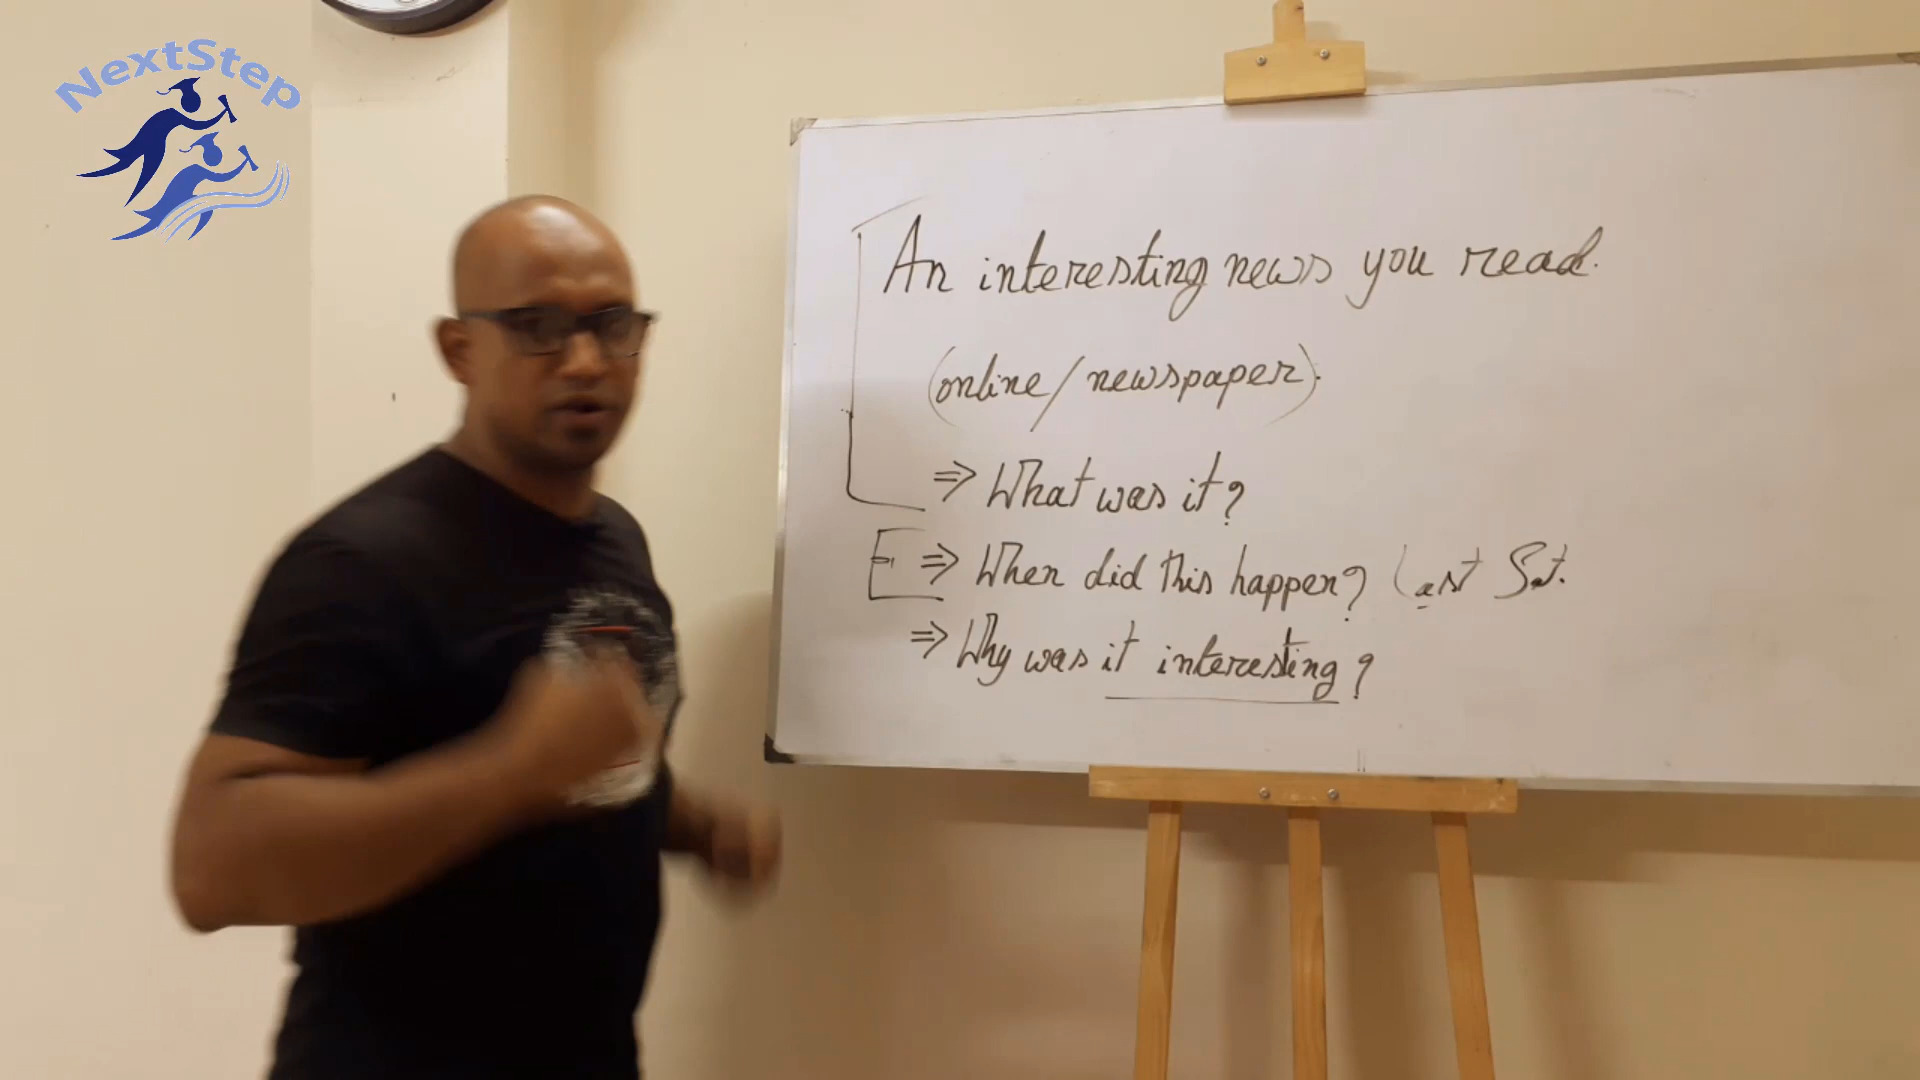 NextStep
An interesting news you read.
(online/newspaper).
⇒ What was it?
⇒ When did this happen? Last Sat.
⇒ Why was it interesting?